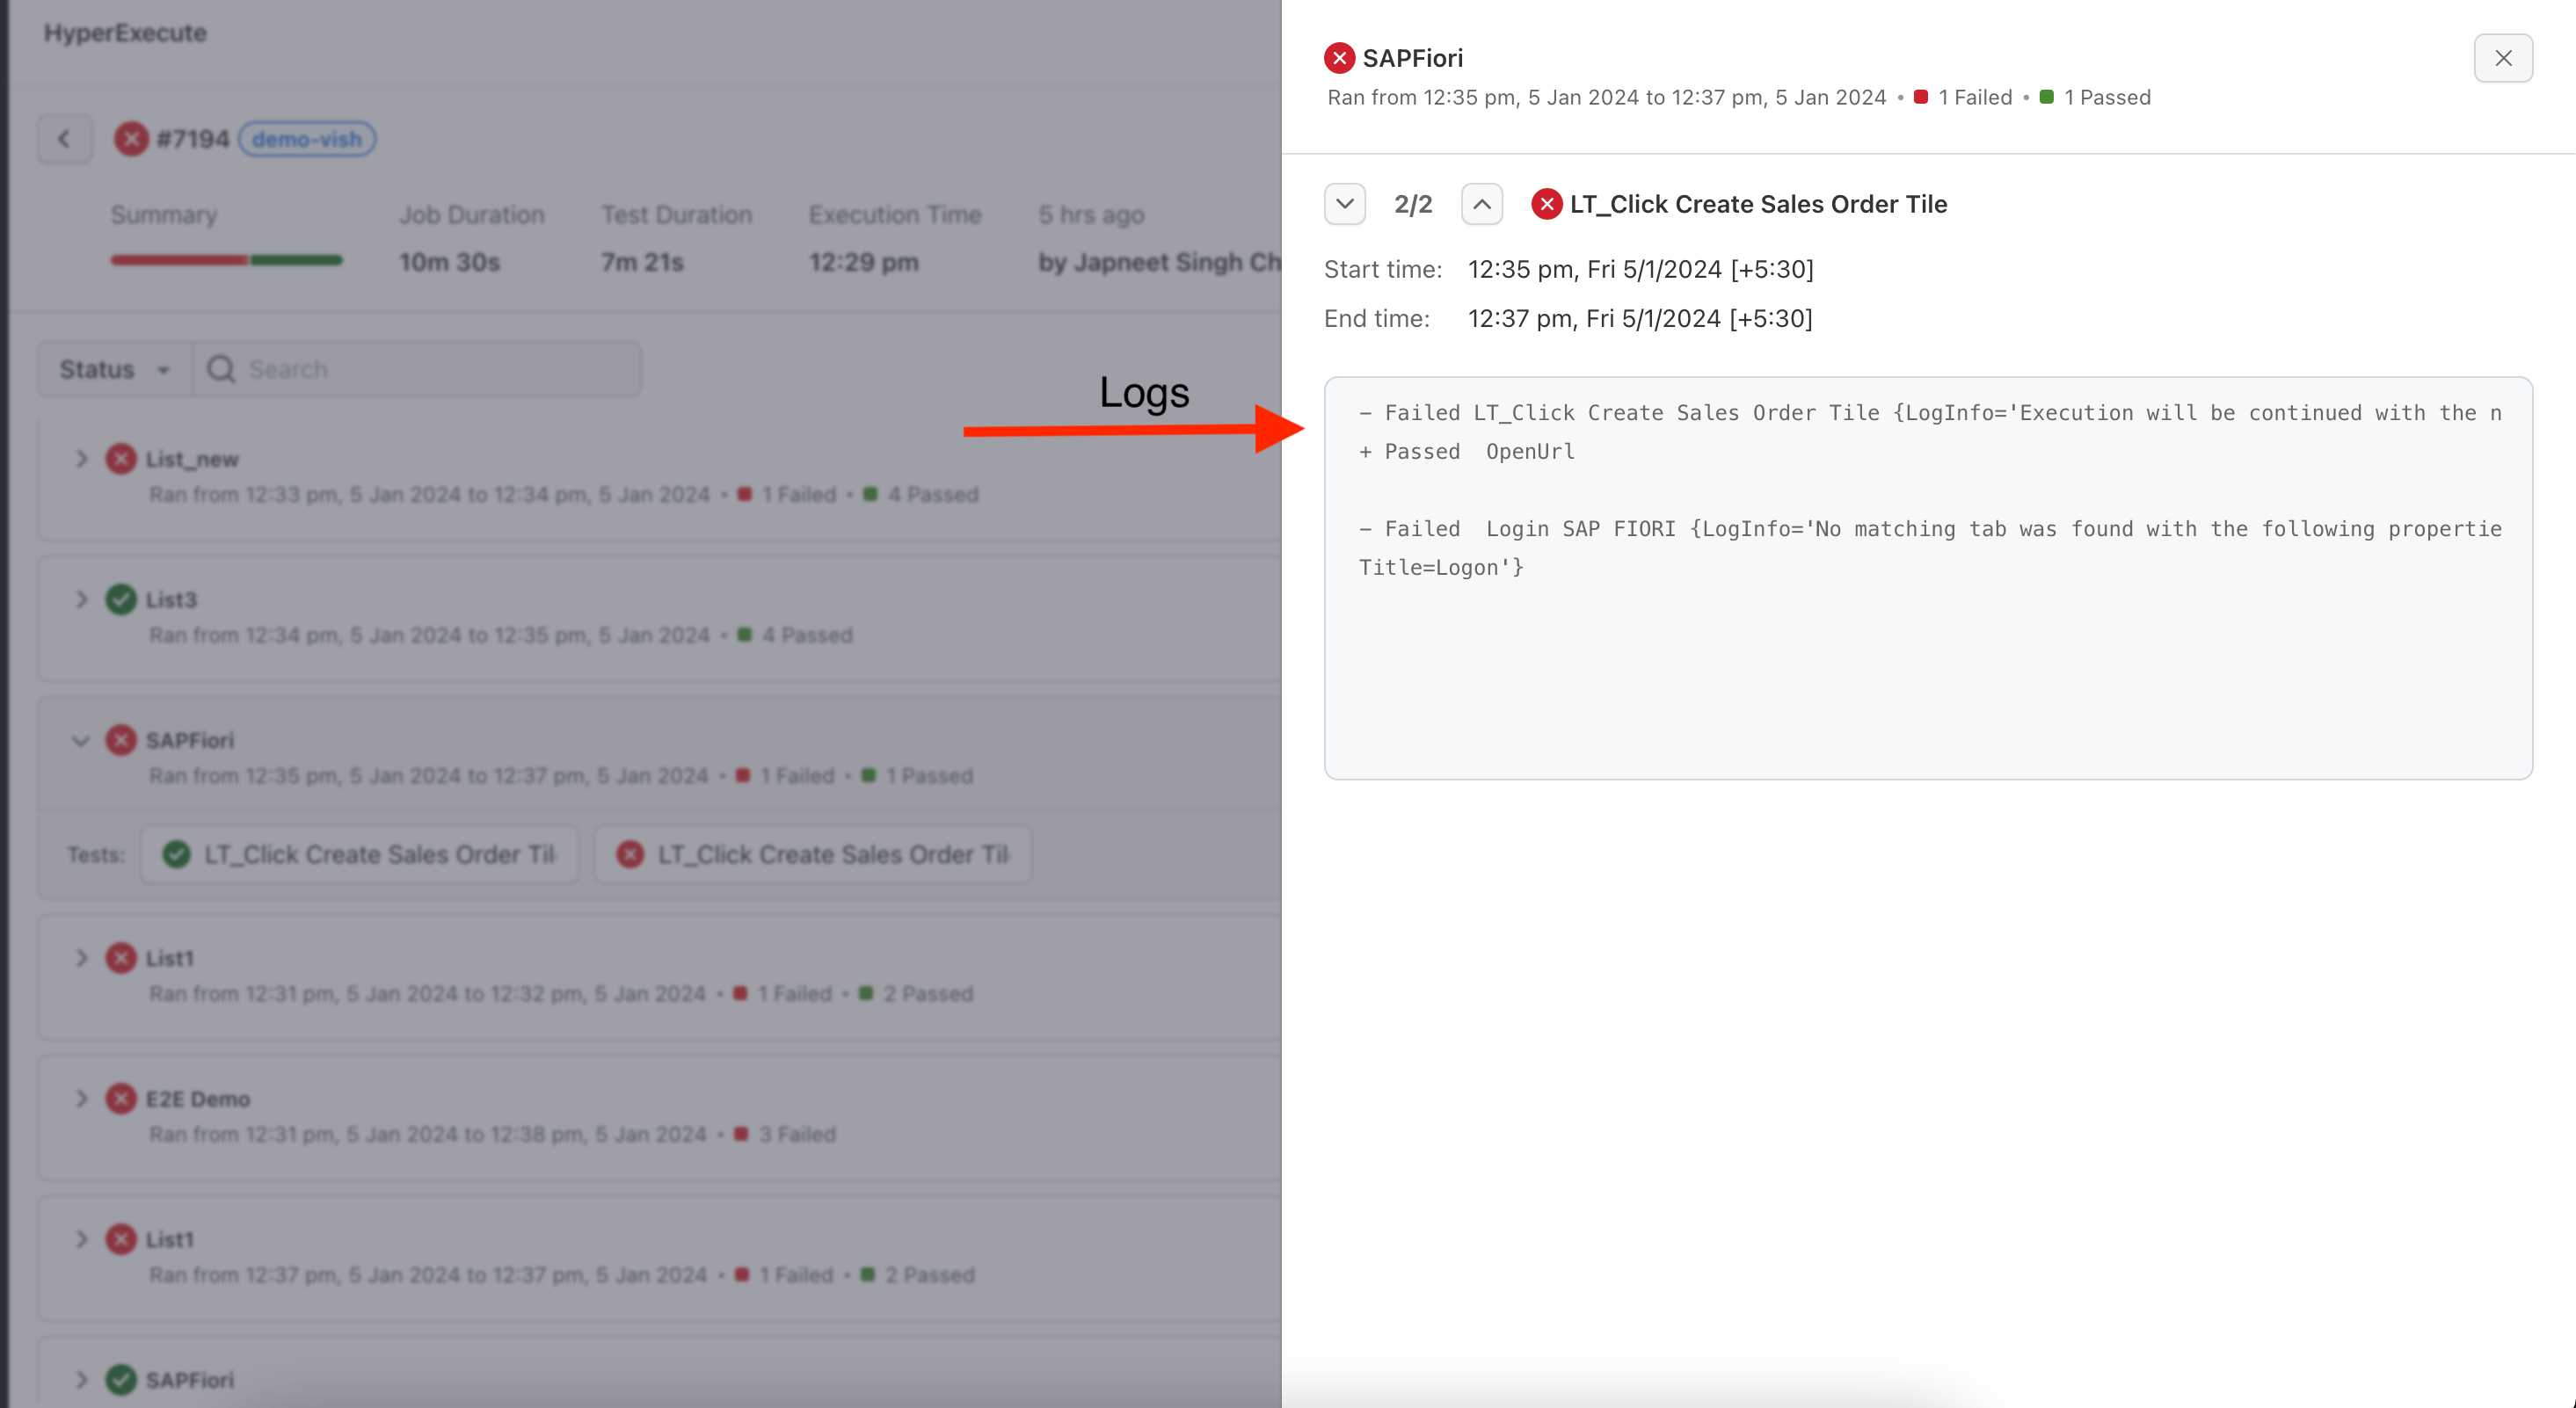 HyperExecute
#7194 demo-vish
Summary Job Duration Test Duration Execution Time 5 hrs ago
10m 30s 7m 21s 12:29 pm by Japneet Singh Ch
Status Search
List_new
Ran from 12:33 pm, 5 Jan 2024 to 12:34 pm, 5 Jan 2024 • 1 Failed • 4 Passed
List3
Ran from 12:34 pm, 5 Jan 2024 to 12:35 pm, 5 Jan 2024 • 4 Passed
SAPFiori
Ran from 12:35 pm, 5 Jan 2024 to 12:37 pm, 5 Jan 2024 • 1 Failed • 1 Passed
Tests: LT_Click Create Sales Order Til LT_Click Create Sales Order Til
List1
Ran from 12:31 pm, 5 Jan 2024 to 12:32 pm, 5 Jan 2024 • 1 Failed • 2 Passed
E2E Demo
Ran from 12:31 pm, 5 Jan 2024 to 12:38 pm, 5 Jan 2024 • 3 Failed
List1
Ran from 12:37 pm, 5 Jan 2024 to 12:37 pm, 5 Jan 2024 • 1 Failed • 2 Passed
SAPFiori
Logs
SAPFiori
Ran from 12:35 pm, 5 Jan 2024 to 12:37 pm, 5 Jan 2024 • 1 Failed • 1 Passed
2/2 LT_Click Create Sales Order Tile
Start time: 12:35 pm, Fri 5/1/2024 [+5:30]
End time: 12:37 pm, Fri 5/1/2024 [+5:30]
– Failed LT_Click Create Sales Order Tile {LogInfo='Execution will be continued with the n
+ Passed  OpenUrl
– Failed  Login SAP FIORI {LogInfo='No matching tab was found with the following propertie
Title=Logon'}